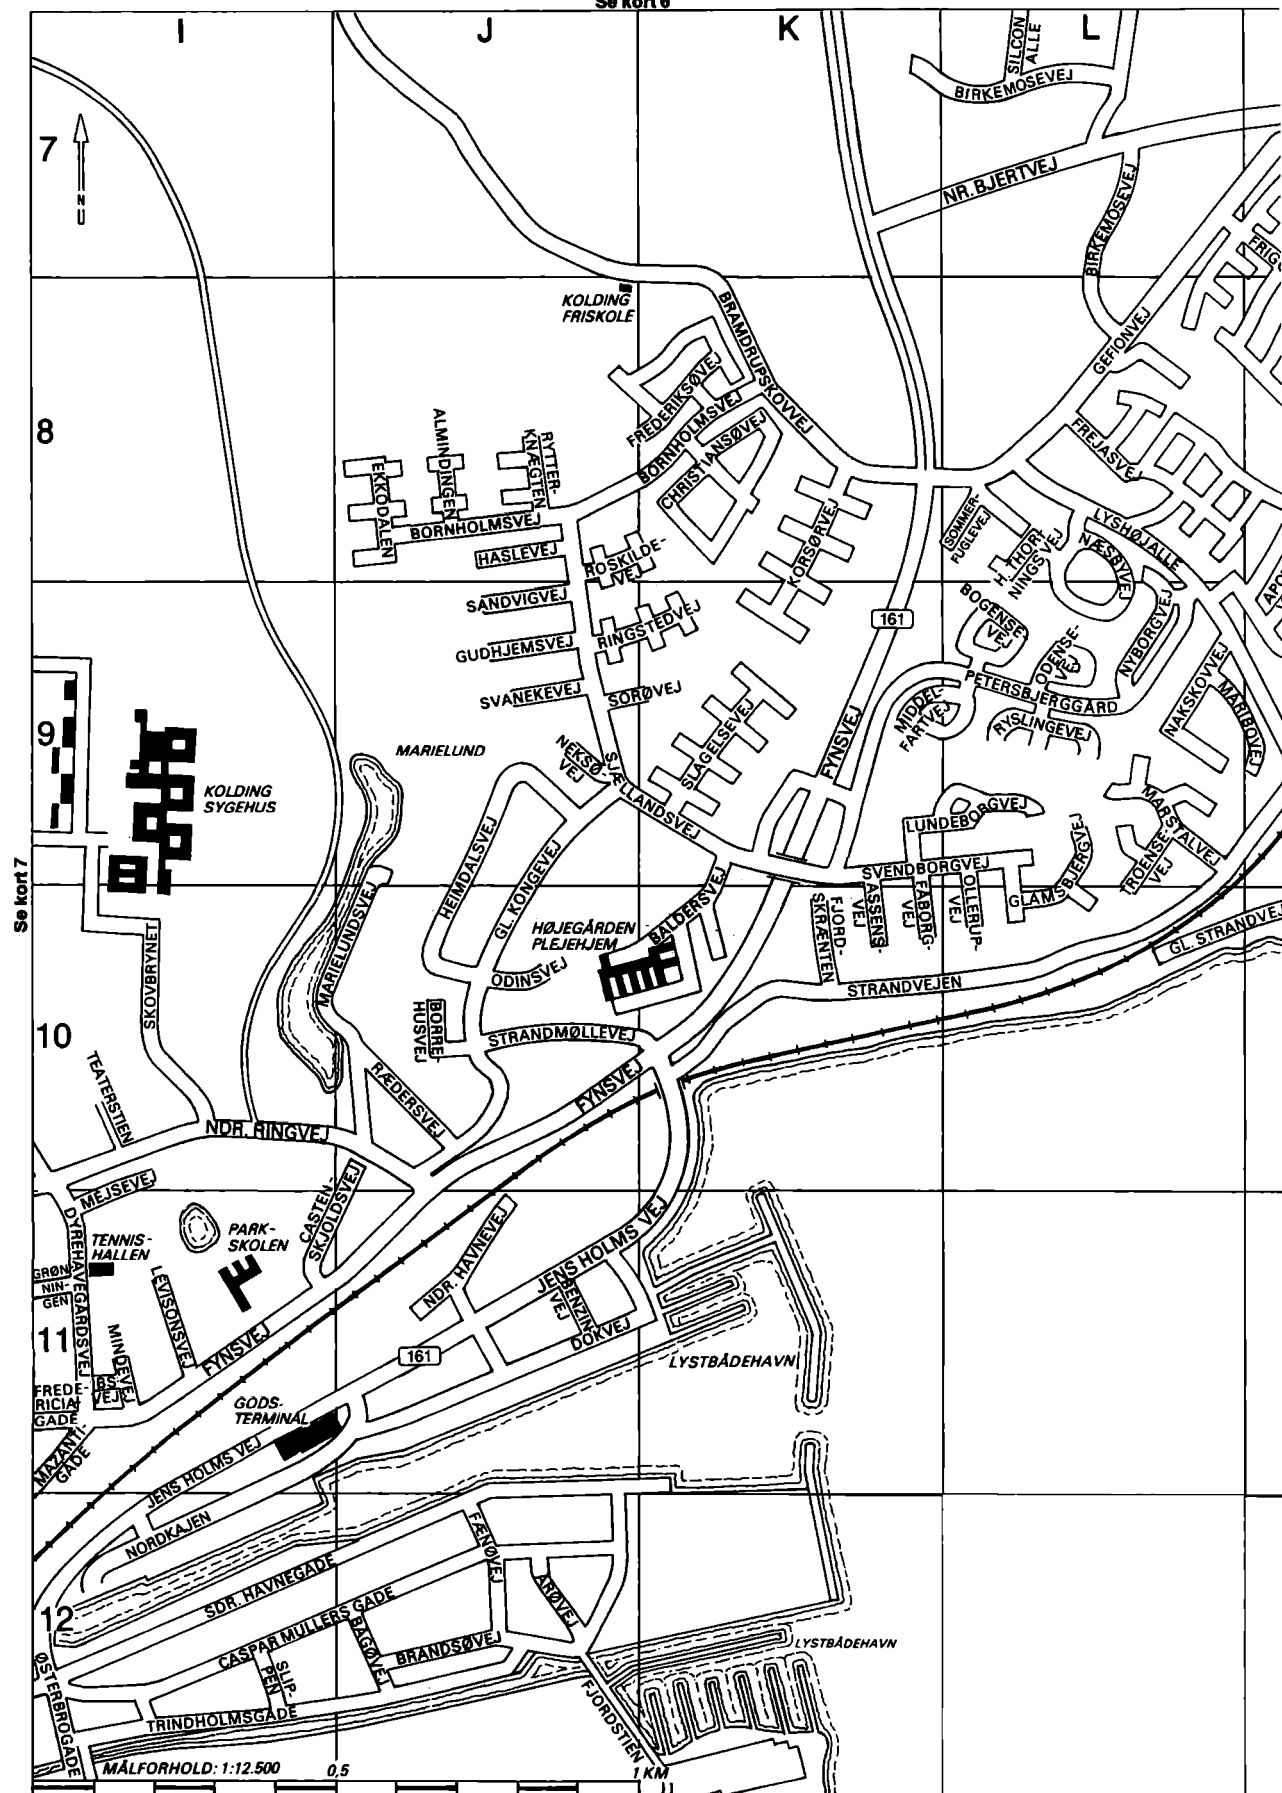 Se kort 6
I
J
K
L
7
8
9
10
11
12
N
Se kort 7
SILCON
ALLE
BIRKEMOSEVEJ
NR. BJERTVEJ
BIRKEMOSEVEJ
GEFIONVEJ
KOLDING
FRISKOLE
BRAMDRUPSKOVVEJ
FREDERIKSØVEJ
BORNHOLMSVEJ
CHRISTIANSØVEJ
ALMINDINGEN
RYTTER-
KNÆGTEN
EKKODALEN
BORNHOLMSVEJ
HASLEVEJ
ROSKILDE-
VEJ
KORSØRVEJ
FREJASVEJ
LYSHØJALLE
SOMMER-
FUGLEVEJ
H. THOR-
NINGSVEJ
NÆSBYVEJ
SANDVIGVEJ
RINGSTEDVEJ
GUDHJEMSVEJ
SVANEKEVEJ
SORØVEJ
161
BOGENSE
VEJ
ODENSE-
VEJ
NYBORGVEJ
PETERSBJERGGÅRD
MIDDEL-
FARTVEJ
RYSLINGEVEJ
NAKSKOVVEJ
MARIBOVEJ
MARIELUND
NEKSØ
VEJ
SJÆLLANDSVEJ
SLAGELSEVEJ
FYNSVEJ
KOLDING
SYGEHUS
HEIMDALSVEJ
GL. KONGEVEJ
LUNDEBORGVEJ
MARSTALVEJ
TROENSE-
VEJ
SVENDBORGVEJ
GLAMSBJERGVEJ
ASSENS-
VEJ
FÅBORG-
VEJ
OLLERUP-
VEJ
FJORD-
SKRÆNTEN
BALDERSVEJ
HØJEGÅRDEN
PLEJEHJEM
MARIELUNDSVEJ
ODINSVEJ
SKOVBRYNET
GL. STRANDVEJ
STRANDVEJEN
BORRE-
HUSVEJ
STRANDMØLLEVEJ
TEATERSTIEN
RÆDERSVEJ
FYNSVEJ
NDR. RINGVEJ
MEJSEVEJ
CASTEN-
SKJOLDSVEJ
DYREHAVEGÅRDSVEJ
TENNIS-
HALLEN
PARK-
SKOLEN
GRØN
NIN-
GEN
LEVISONSVEJ
NDR. HAVNEVEJ
JENS HOLMS VEJ
BENZIN
VEJ
DOKVEJ
MINDEVEJ
FYNSVEJ
161
LYSTBÅDEHAVN
FREDE-
RICIA
GADE
BS
VEJ
GODS-
TERMINAL
MAZANTI-
GADE
JENS HOLMS VEJ
NORDKAJEN
SDR. HAVNEGADE
FÆNØVEJ
ÅRØVEJ
CASPAR MÜLLERS GADE
BÅGØVEJ
BRANDSØVEJ
LYSTBÅDEHAVN
SLIP-
PEN
ØSTERBROGADE
TRINDHOLMSGADE
FJORDSTIEN
MÅLFORHOLD: 1:12.500
0,5
1 KM